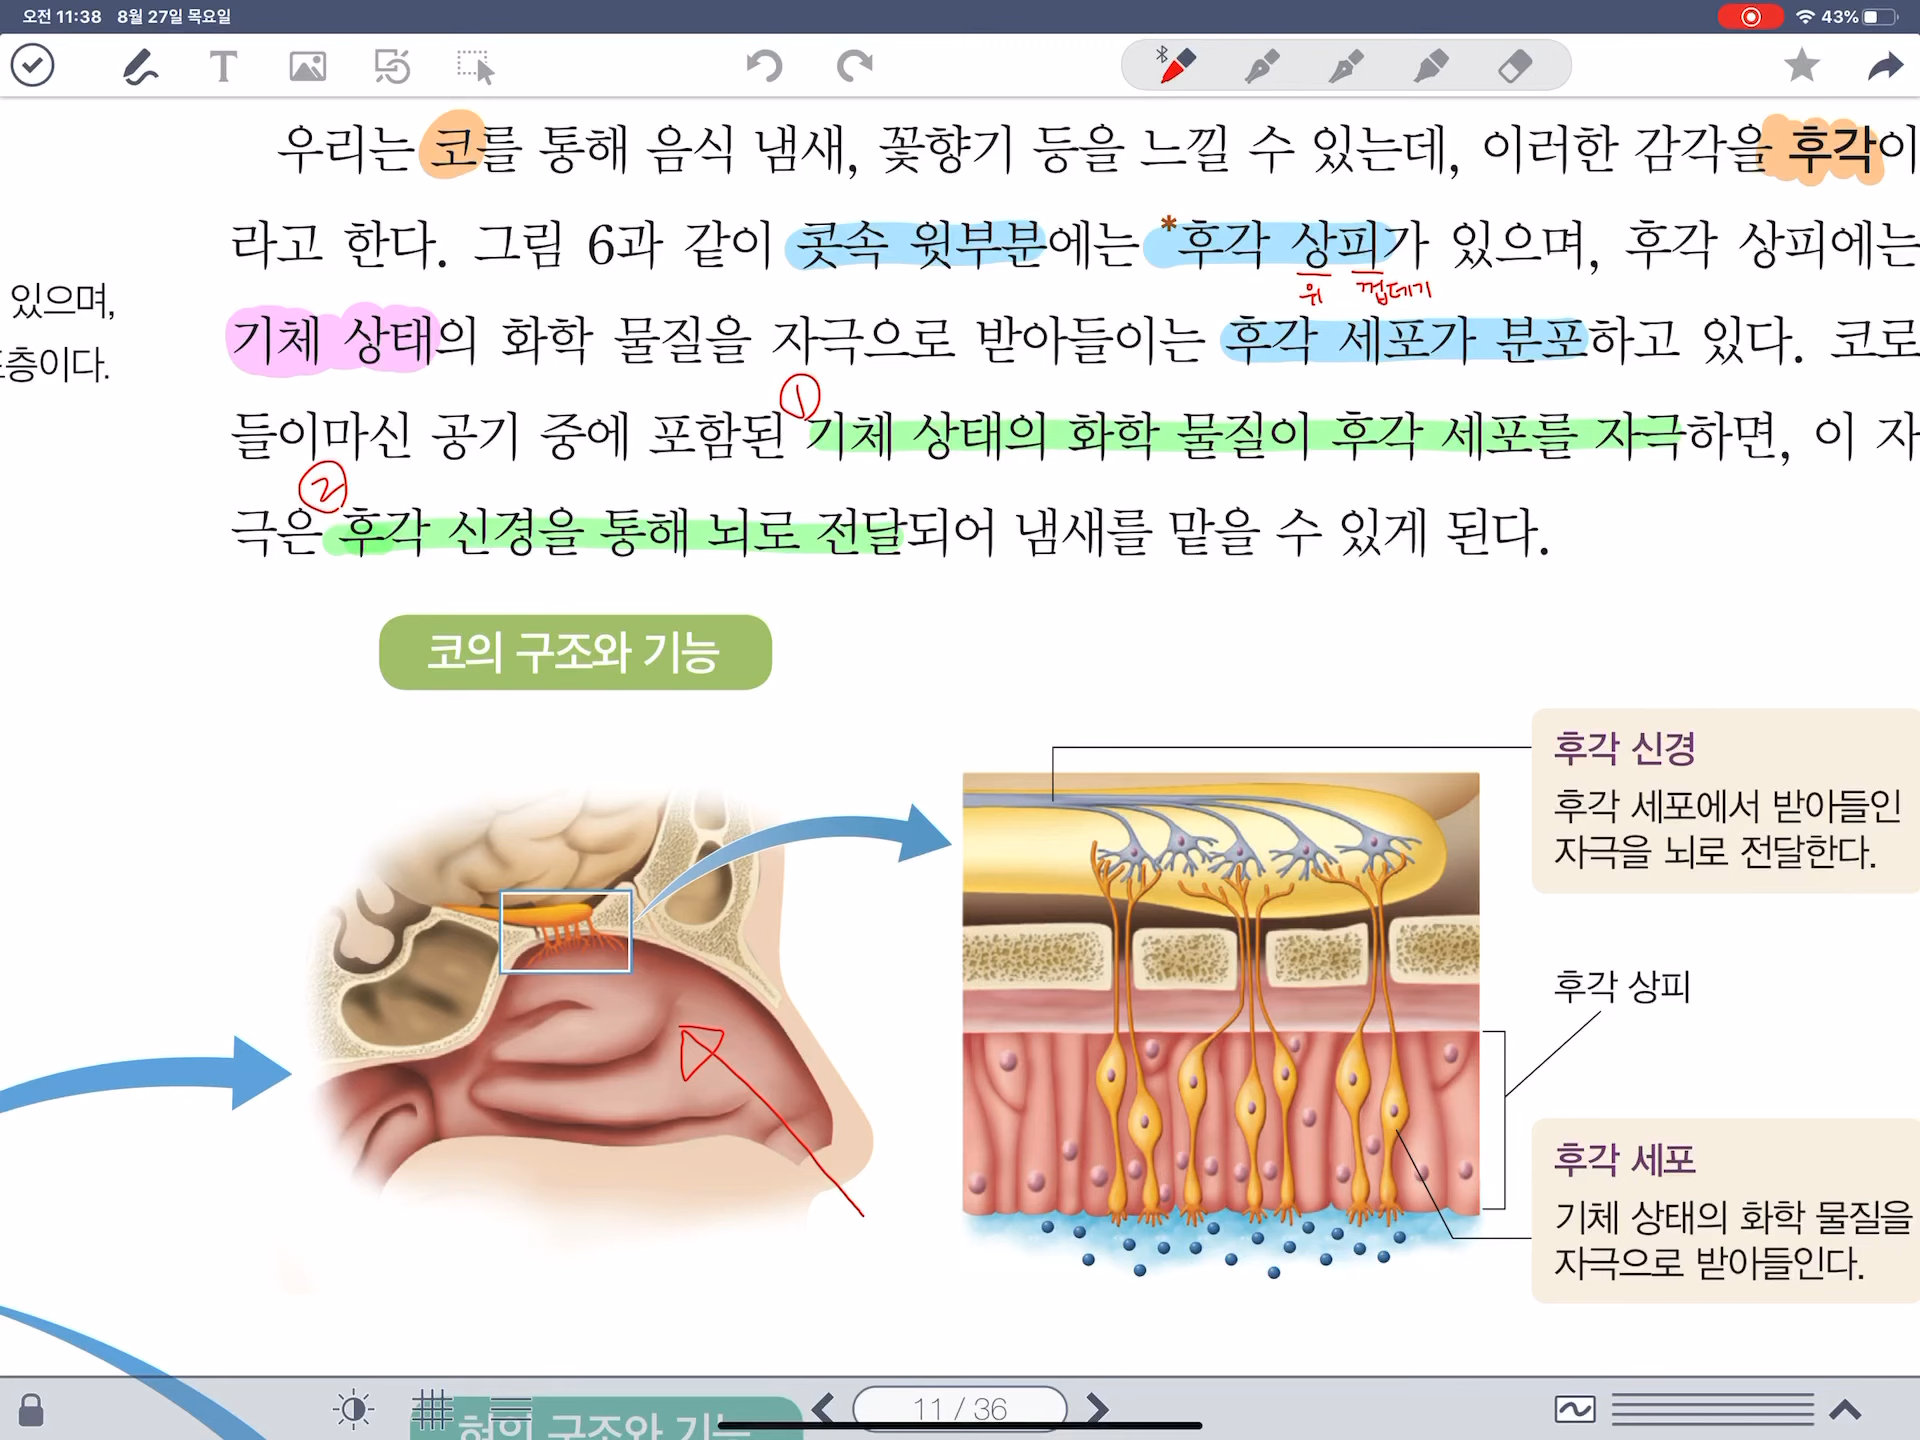 오전 11:38 8월 27일 목요일
43%
우리는 코를 통해 음식 냄새, 꽃향기 등을 느낄 수 있는데, 이러한 감각을 후각이
라고 한다. 그림 6과 같이 콧속 윗부분에는 *후각 상피가 있으며, 후각 상피에는
위 껍데기
있으며,
기체 상태의 화학 물질을 자극으로 받아들이는 후각 세포가 분포하고 있다. 코로
층이다.
①
들이마신 공기 중에 포함된 기체 상태의 화학 물질이 후각 세포를 자극하면, 이 자
②
극은 후각 신경을 통해 뇌로 전달되어 냄새를 맡을 수 있게 된다.
코의 구조와 기능
후각 신경
후각 세포에서 받아들인
자극을 뇌로 전달한다.
후각 상피
후각 세포
기체 상태의 화학 물질을
자극으로 받아들인다.
11 / 36
혀의 구조와 기능